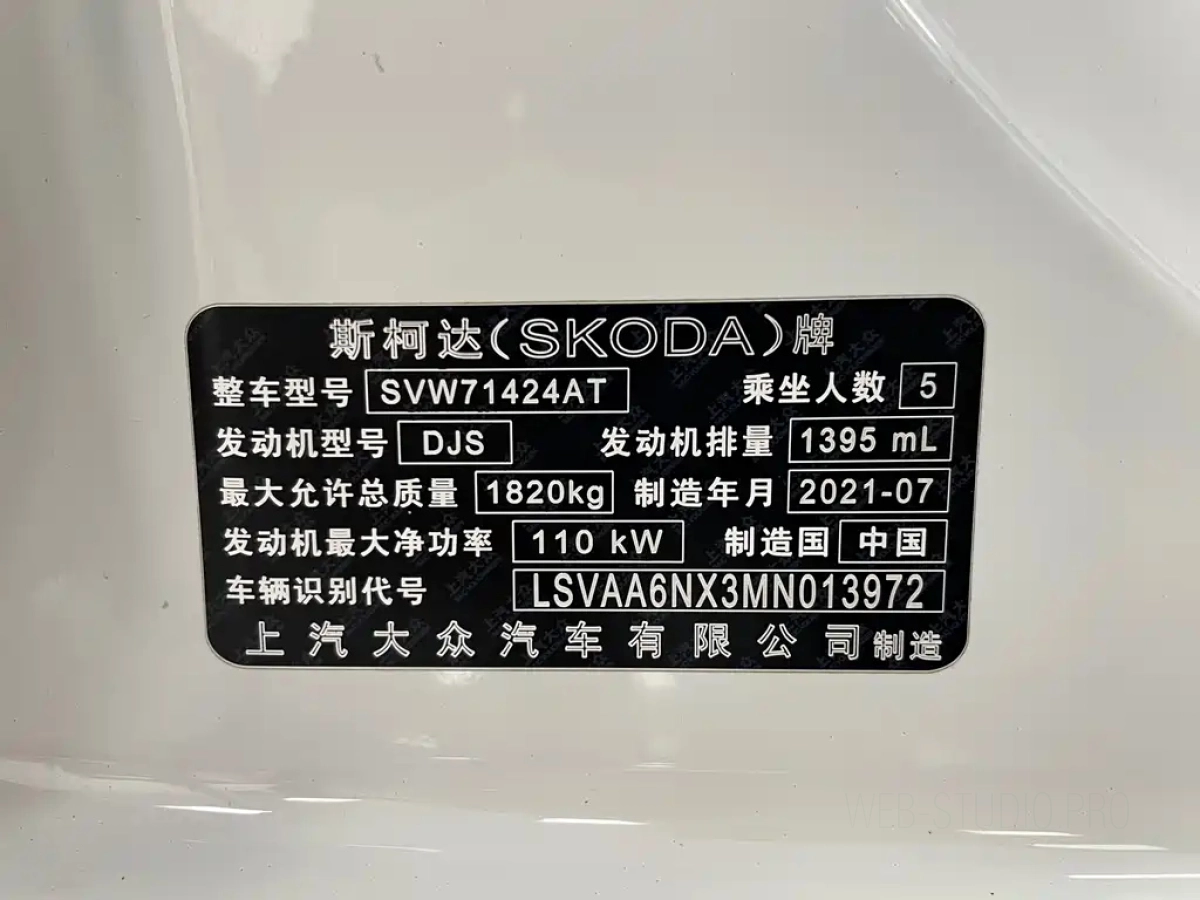 斯柯达(SKODA)牌
整车型号 SVW71424AT 乘坐人数 5
发动机型号 DJS 发动机排量 1395 mL
最大允许总质量 1820kg 制造年月 2021-07
发动机最大净功率 110 kW 制造国 中国
车辆识别代号 LSVAA6NX3MN013972
上汽大众汽车有限公司制造
WEB-STUDIO.PRO